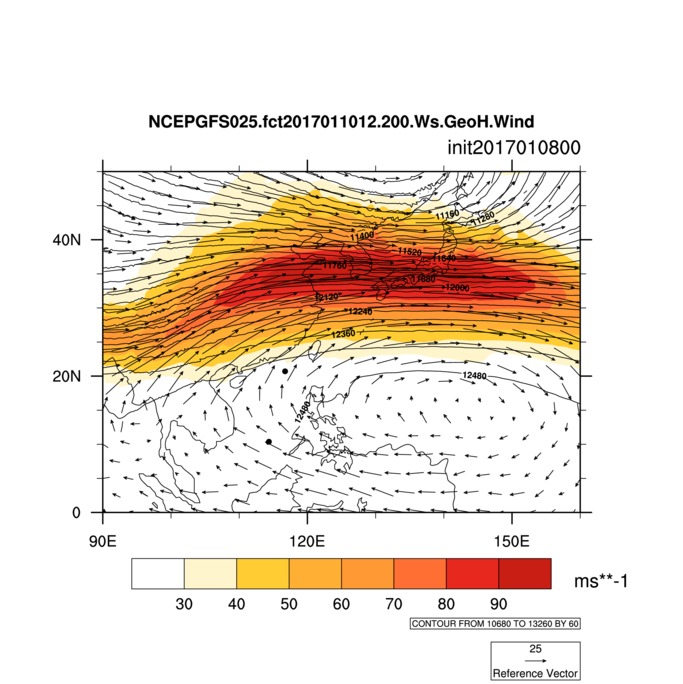 NCEPGFS025.fct2017011012.200.Ws.GeoH.Wind
init2017010800
11160
11280
40N
11400
11520
11640
11760
11880
12000
12120
12240
12360
20N
12480
12480
0
90E 120E 150E
ms**-1
30 40 50 60 70 80 90
CONTOUR FROM 10680 TO 13260 BY 60
25
Reference Vector